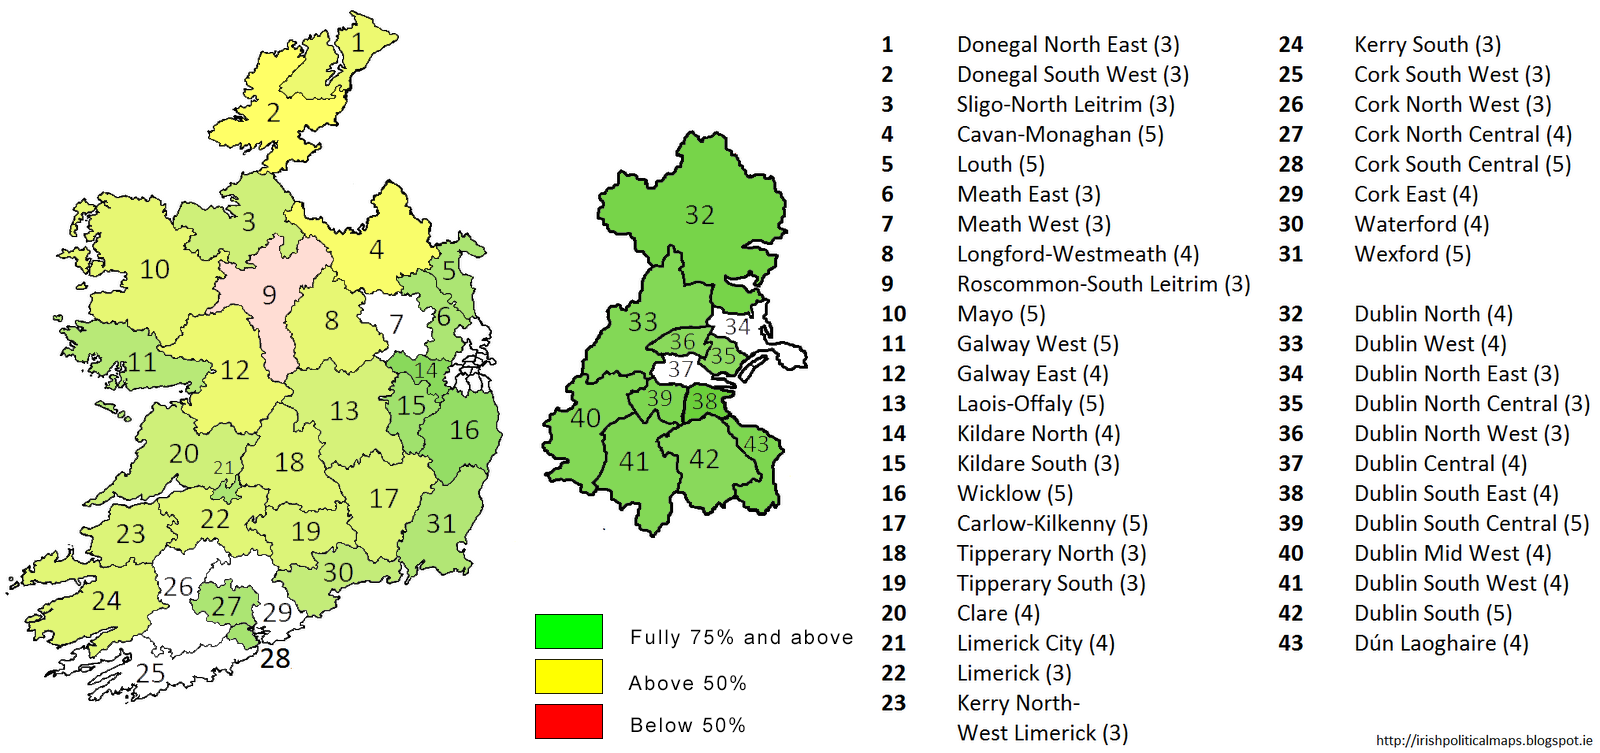 1
2
3
4
5
6
7
8
9
10
11
12
13
14
15
16
17
18
19
20
21
22
23
24
25
26
27
28
29
30
31
32
33
34
35
36
37
38
39
40
41
42
43
Fully 75% and above
Above 50%
Below 50%
1 Donegal North East (3)
2 Donegal South West (3)
3 Sligo-North Leitrim (3)
4 Cavan-Monaghan (5)
5 Louth (5)
6 Meath East (3)
7 Meath West (3)
8 Longford-Westmeath (4)
9 Roscommon-South Leitrim (3)
10 Mayo (5)
11 Galway West (5)
12 Galway East (4)
13 Laois-Offaly (5)
14 Kildare North (4)
15 Kildare South (3)
16 Wicklow (5)
17 Carlow-Kilkenny (5)
18 Tipperary North (3)
19 Tipperary South (3)
20 Clare (4)
21 Limerick City (4)
22 Limerick (3)
23 Kerry North-
West Limerick (3)
24 Kerry South (3)
25 Cork South West (3)
26 Cork North West (3)
27 Cork North Central (4)
28 Cork South Central (5)
29 Cork East (4)
30 Waterford (4)
31 Wexford (5)
32 Dublin North (4)
33 Dublin West (4)
34 Dublin North East (3)
35 Dublin North Central (3)
36 Dublin North West (3)
37 Dublin Central (4)
38 Dublin South East (4)
39 Dublin South Central (5)
40 Dublin Mid West (4)
41 Dublin South West (4)
42 Dublin South (5)
43 Dún Laoghaire (4)
http://irishpoliticalmaps.blogspot.ie